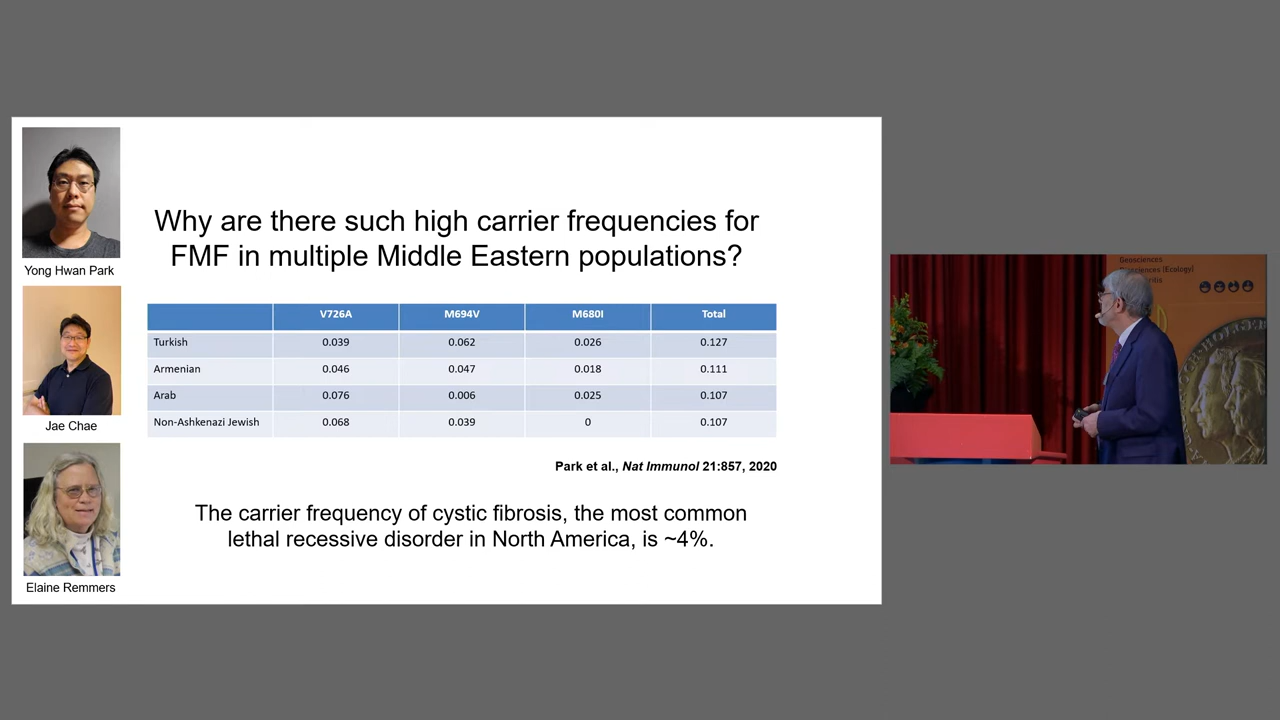 Yong Hwan Park
Jae Chae
Elaine Remmers
Why are there such high carrier frequencies for
FMF in multiple Middle Eastern populations?
V726A M694V M680I Total
Turkish 0.039 0.062 0.026 0.127
Armenian 0.046 0.047 0.018 0.111
Arab 0.076 0.006 0.025 0.107
Non-Ashkenazi Jewish 0.068 0.039 0 0.107
Park et al., Nat Immunol 21:857, 2020
The carrier frequency of cystic fibrosis, the most common
lethal recessive disorder in North America, is ~4%.
Geosciences
(Ecology)